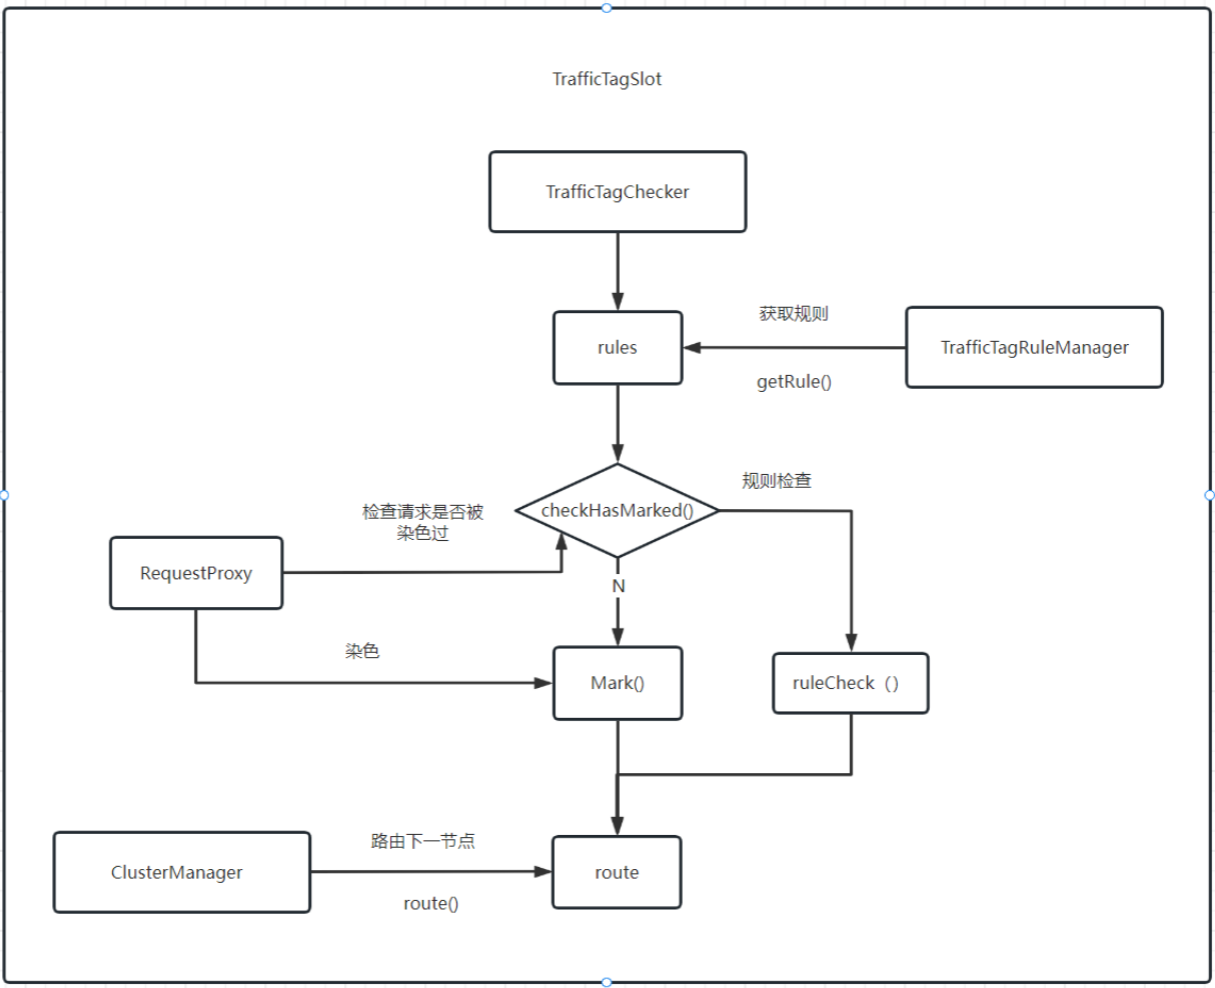 TrafficTagSlot
TrafficTagChecker
获取规则
rules
TrafficTagRuleManager
getRule()
规则检查
checkHasMarked()
检查请求是否被
染色过
RequestProxy
N
染色
Mark()
ruleCheck（）
路由下一节点
ClusterManager
route
route()